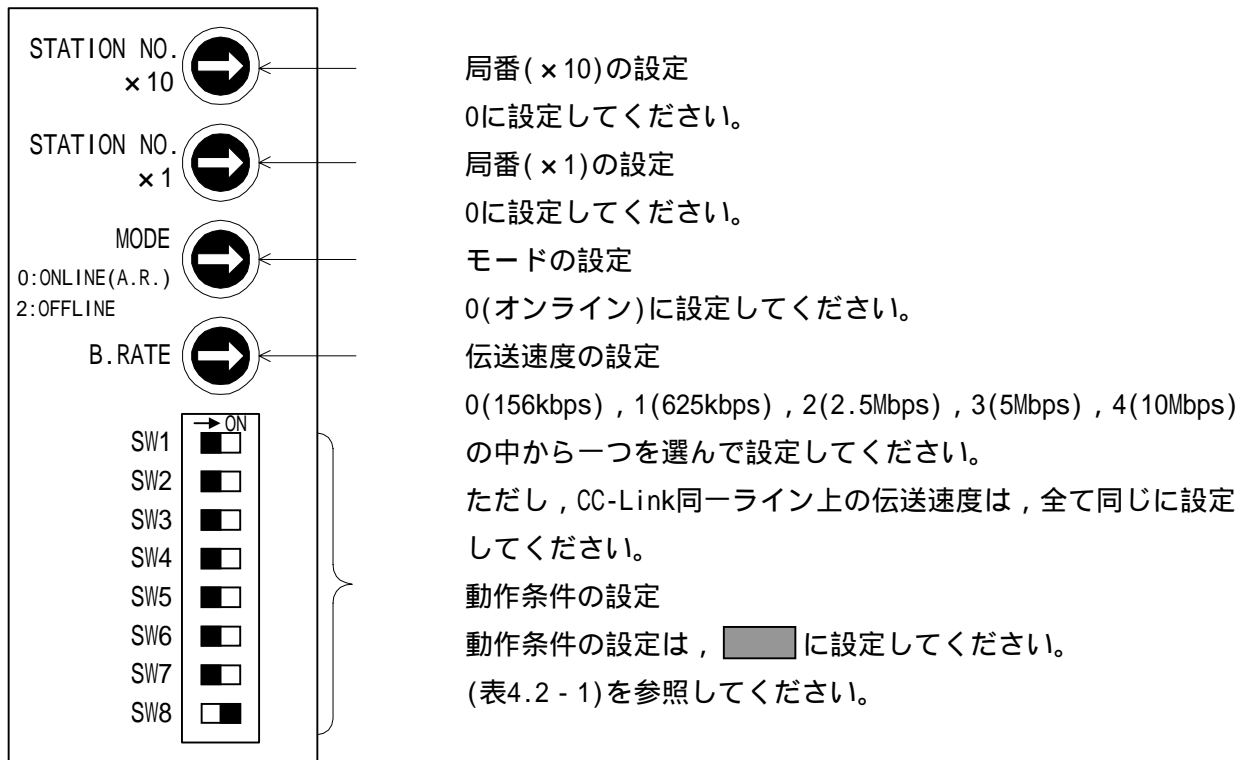 STATION NO.
×10
STATION NO.
×1
MODE
0:ONLINE(A.R.)
2:OFFLINE
B.RATE
→ ON
SW1
SW2
SW3
SW4
SW5
SW6
SW7
SW8
局番(×10)の設定
0に設定してください。
局番(×1)の設定
0に設定してください。
モードの設定
0(オンライン)に設定してください。
伝送速度の設定
0(156kbps),1(625kbps),2(2.5Mbps),3(5Mbps),4(10Mbps)
の中から一つを選んで設定してください。
ただし,CC-Link同一ライン上の伝送速度は,全て同じに設定
してください。
動作条件の設定
動作条件の設定は, に設定してください。
(表4.2-1)を参照してください。